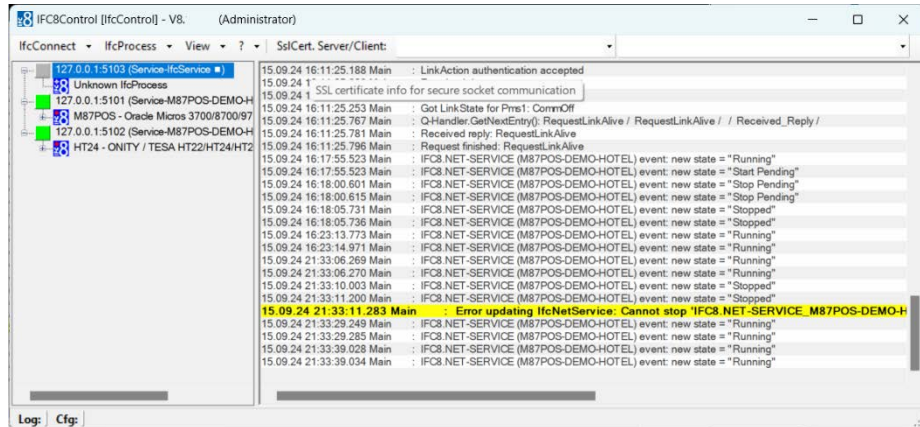 IFC8Control [IfcControl] - V8. (Administrator)
IfcConnect IfcProcess View ? SslCert. Server/Client:
127.0.0.1:5103 (Service-IfcService ■)
Unknown IfcProcess
127.0.0.1:5101 (Service-M87POS-DEMO-H
M87POS - Oracle Micros 3700/8700/97
127.0.0.1:5102 (Service-M87POS-DEMO-H
HT24 - ONITY / TESA HT22/HT24/HT2
15.09.24 16:11:25.188 Main : LinkAction authentication accepted
15.09.24 1
SSL certificate info for secure socket communication
15.09.24 1
15.09.24 16:11:25.253 Main : Got LinkState for Pms1: CommOff
15.09.24 16:11:25.767 Main : Q-Handler.GetNextEntry(): RequestLinkAlive / RequestLinkAlive / / Received_Reply /
15.09.24 16:11:25.781 Main : Received reply: RequestLinkAlive
15.09.24 16:11:25.796 Main : Request finished: RequestLinkAlive
15.09.24 16:17:55.523 Main : IFC8.NET-SERVICE (M87POS-DEMO-HOTEL) event: new state = "Running"
15.09.24 16:17:55.523 Main : IFC8.NET-SERVICE (M87POS-DEMO-HOTEL) event: new state = "Start Pending"
15.09.24 16:18:00.601 Main : IFC8.NET-SERVICE (M87POS-DEMO-HOTEL) event: new state = "Stop Pending"
15.09.24 16:18:00.615 Main : IFC8.NET-SERVICE (M87POS-DEMO-HOTEL) event: new state = "Stop Pending"
15.09.24 16:18:05.731 Main : IFC8.NET-SERVICE (M87POS-DEMO-HOTEL) event: new state = "Stopped"
15.09.24 16:18:05.736 Main : IFC8.NET-SERVICE (M87POS-DEMO-HOTEL) event: new state = "Stopped"
15.09.24 16:23:13.773 Main : IFC8.NET-SERVICE (M87POS-DEMO-HOTEL) event: new state = "Running"
15.09.24 16:23:14.971 Main : IFC8.NET-SERVICE (M87POS-DEMO-HOTEL) event: new state = "Running"
15.09.24 21:33:06.269 Main : IFC8.NET-SERVICE (M87POS-DEMO-HOTEL) event: new state = "Running"
15.09.24 21:33:06.270 Main : IFC8.NET-SERVICE (M87POS-DEMO-HOTEL) event: new state = "Running"
15.09.24 21:33:10.003 Main : IFC8.NET-SERVICE (M87POS-DEMO-HOTEL) event: new state = "Stopped"
15.09.24 21:33:11.200 Main : IFC8.NET-SERVICE (M87POS-DEMO-HOTEL) event: new state = "Stopped"
15.09.24 21:33:11.283 Main : Error updating IfcNetService: Cannot stop 'IFC8.NET-SERVICE_M87POS-DEMO-H
15.09.24 21:33:29.249 Main : IFC8.NET-SERVICE (M87POS-DEMO-HOTEL) event: new state = "Running"
15.09.24 21:33:29.285 Main : IFC8.NET-SERVICE (M87POS-DEMO-HOTEL) event: new state = "Running"
15.09.24 21:33:39.028 Main : IFC8.NET-SERVICE (M87POS-DEMO-HOTEL) event: new state = "Running"
15.09.24 21:33:39.034 Main : IFC8.NET-SERVICE (M87POS-DEMO-HOTEL) event: new state = "Running"
Log: Cfg: